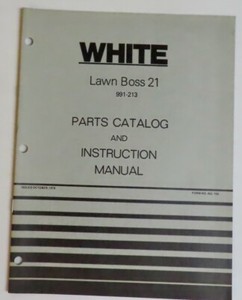 WHITE
Lawn Boss 21
991-213
PARTS CATALOG
AND
INSTRUCTION
MANUAL